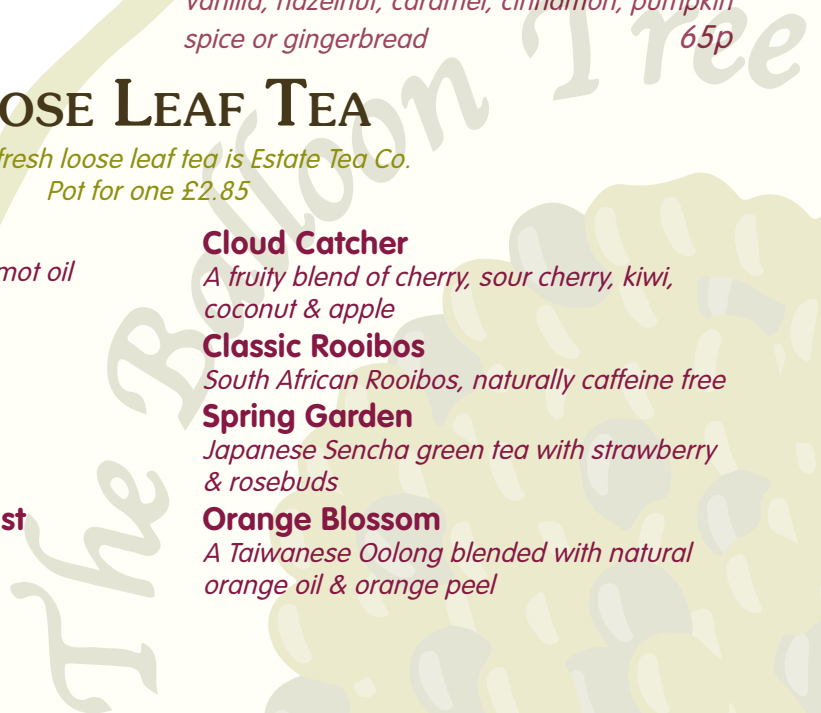 Vanilla, hazelnut, caramel, cinnamon, pumpkin
spice or gingerbread 65p
OSE LEAF TEA
fresh loose leaf tea is Estate Tea Co.
Pot for one £2.85
mot oil
st
Cloud Catcher
A fruity blend of cherry, sour cherry, kiwi,
coconut & apple
Classic Rooibos
South African Rooibos, naturally caffeine free
Spring Garden
Japanese Sencha green tea with strawberry
& rosebuds
Orange Blossom
A Taiwanese Oolong blended with natural
orange oil & orange peel
The Balloon Tree